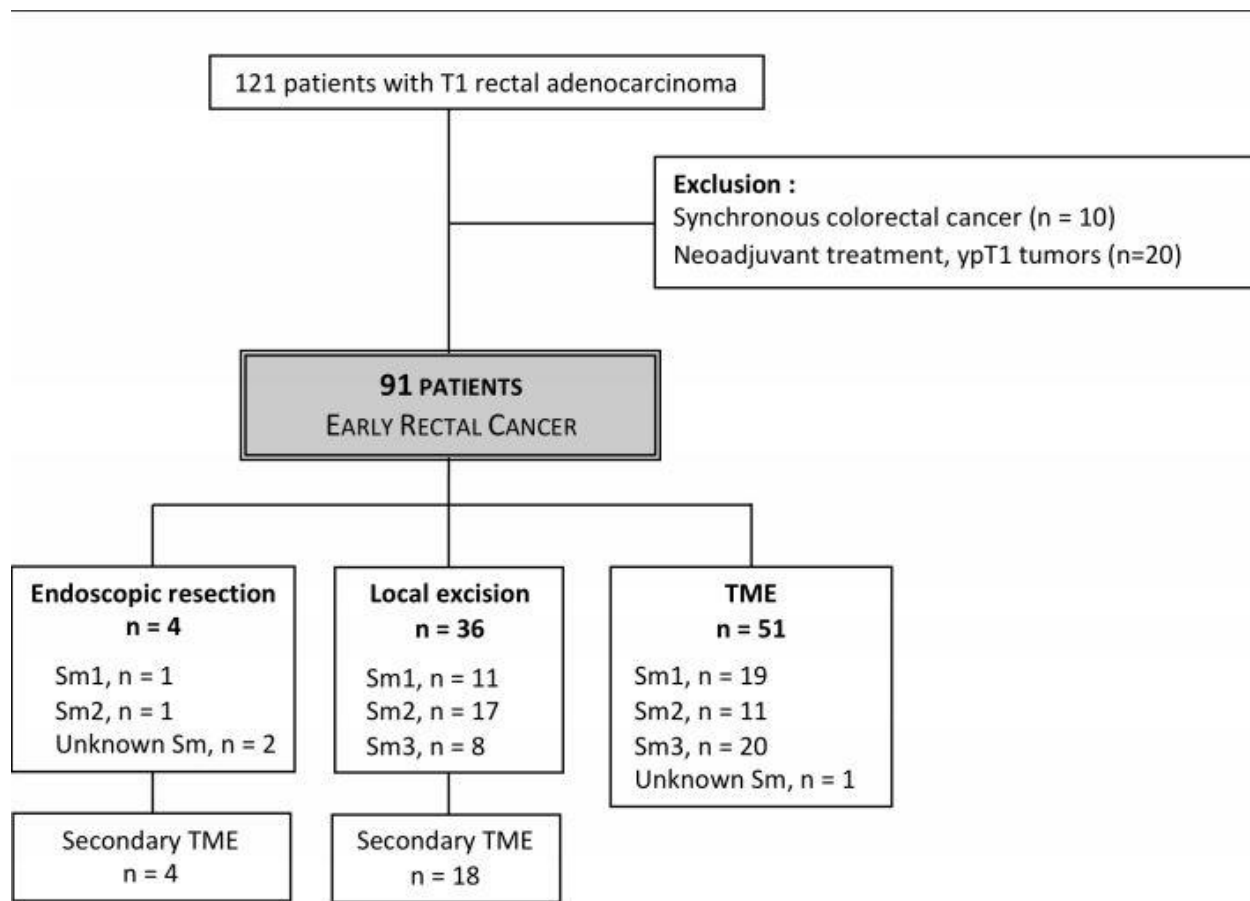 121 patients with T1 rectal adenocarcinoma
Exclusion :
Synchronous colorectal cancer (n = 10)
Neoadjuvant treatment, ypT1 tumors (n=20)
91 PATIENTS
EARLY RECTAL CANCER
Endoscopic resection
n = 4
Sm1, n = 1
Sm2, n = 1
Unknown Sm, n = 2
Secondary TME
n = 4
Local excision
n = 36
Sm1, n = 11
Sm2, n = 17
Sm3, n = 8
Secondary TME
n = 18
TME
n = 51
Sm1, n = 19
Sm2, n = 11
Sm3, n = 20
Unknown Sm, n = 1